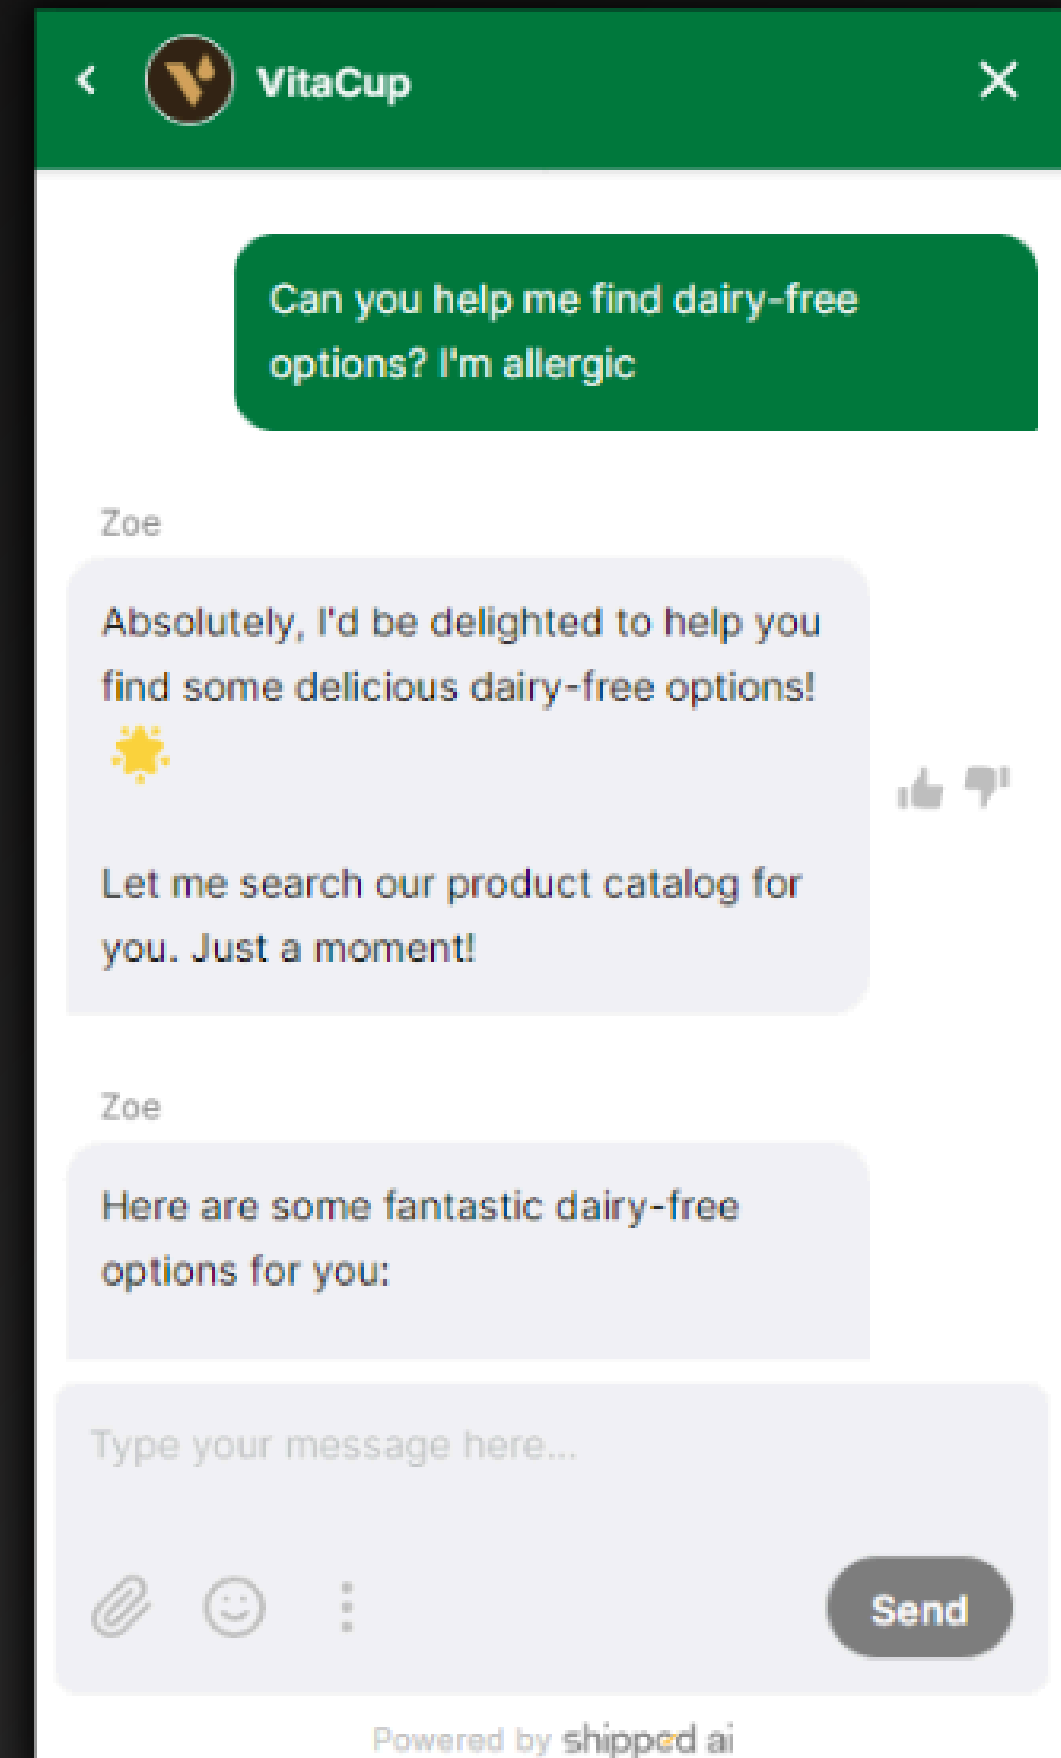 VitaCup
Can you help me find dairy-free
options? I'm allergic
Zoe
Absolutely, I'd be delighted to help you
find some delicious dairy-free options!
🌟
Let me search our product catalog for
you. Just a moment!
Zoe
Here are some fantastic dairy-free
options for you:
Type your message here...
Send
Powered by shipped ai